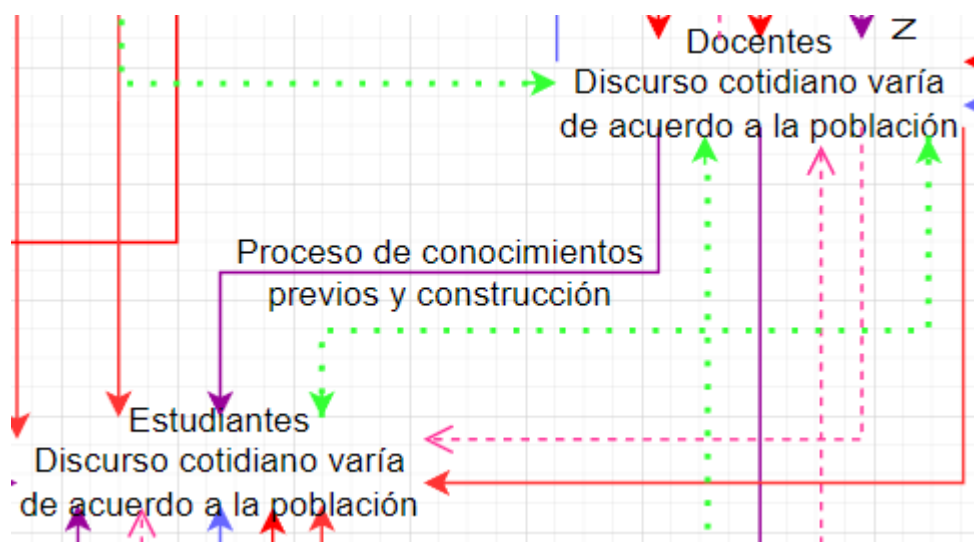 Docentes
Discurso cotidiano varía
de acuerdo a la población
Proceso de conocimientos
previos y construcción
Estudiantes
Discurso cotidiano varía
de acuerdo a la población